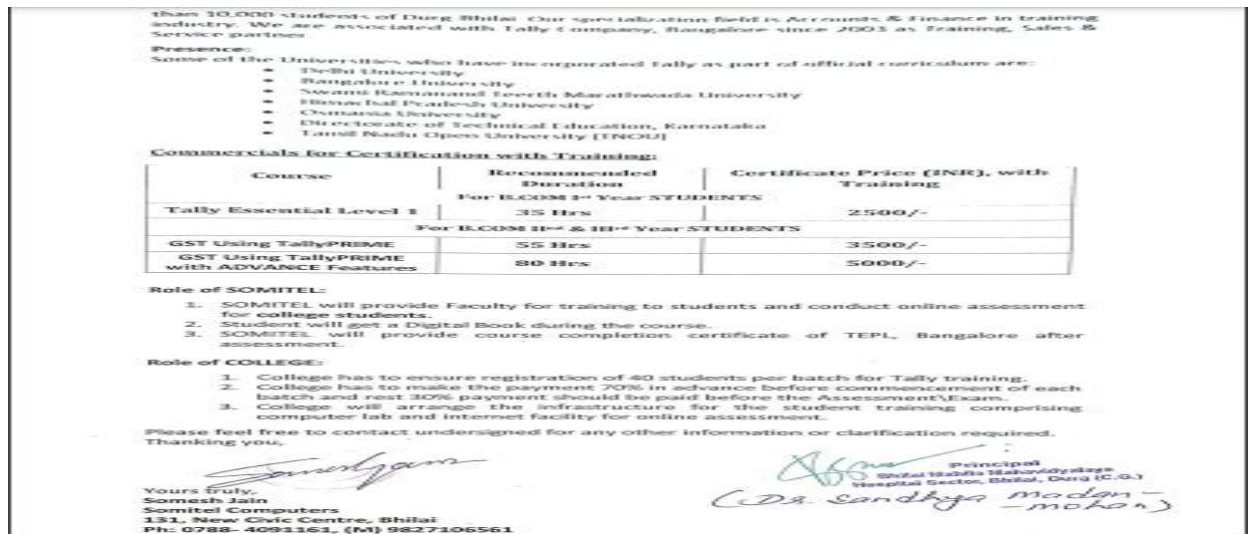 than 10,000 students of Durg Bhilai. Our specialization field is Accounts & Finance in training
industry. We are associated with Tally Company, Bangalore since 2003 as Training, Sales &
Service partner.
Presence:
Some of the Universities who have incorporated Tally as part of official curriculum are:
• Delhi University
• Bangalore University
• Swami Ramanand Teerth Marathwada University
• Himachal Pradesh University
• Osmania University
• Directorate of Technical Education, Karnataka
• Tamil Nadu Open University [TNOU]
Commercials for Certification with Training:
Course Recommended Duration Certificate Price (INR), with Training
For B.COM Iˢᵗ Year STUDENTS
Tally Essential Level 1 35 Hrs 2500/-
For B.COM IIⁿᵈ & IIIʳᵈ Year STUDENTS
GST Using TallyPRIME 55 Hrs 3500/-
GST Using TallyPRIME with ADVANCE Features 80 Hrs 5000/-
Role of SOMITEL:
1. SOMITEL will provide Faculty for training to students and conduct online assessment
for college students.
2. Student will get a Digital Book during the course.
3. SOMITEL will provide course completion certificate of TEPL, Bangalore after
assessment.
Role of COLLEGE:
1. College has to ensure registration of 40 students per batch for Tally training.
2. College has to make the payment 70% in advance before commencement of each
batch and rest 30% payment should be paid before the Assessment\Exam.
3. College will arrange the infrastructure for the student training comprising
computer lab and internet facility for online assessment.
Please feel free to contact undersigned for any other information or clarification required.
Thanking you,
Yours truly,
Somesh Jain
Somitel Computers
131, New Civic Centre, Bhilai
Ph: 0788- 4091161, (M) 9827106561
Principal
Bhilai Mahila Mahavidyalaya
Hospital Sector, Bhilai, Durg (C.G.)
(Dr. Sandhya Madan-
-mohan)